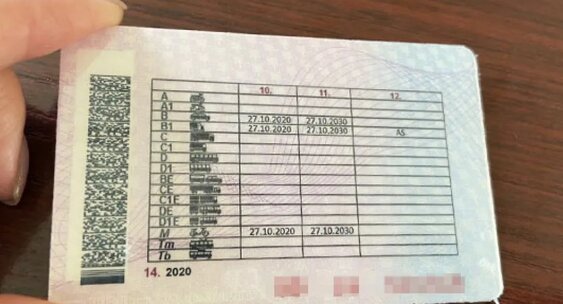 10. 11. 12.
A
A1
B 27.10.2020 27.10.2030
B1 27.10.2020 27.10.2030 AS
C
C1
D
D1
BE
CE
C1E
DE
D1E
M 27.10.2020 27.10.2030
Tm
Tb
14. 2020